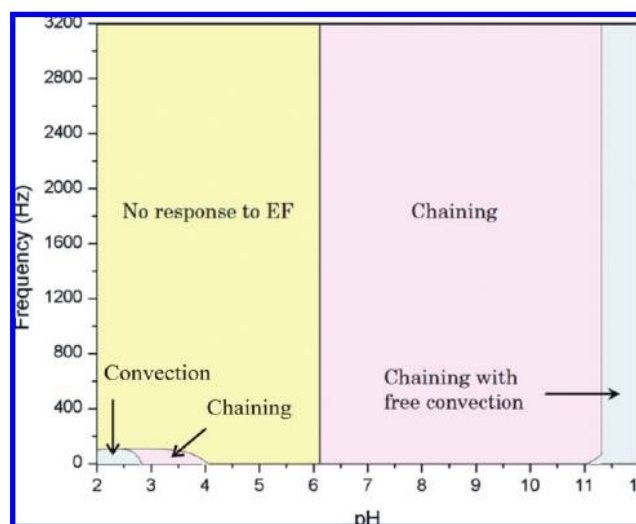 3200
2800
2400
2000
1600
1200
800
400
0
Frequency (Hz)
No response to EF
Chaining
Convection
Chaining
Chaining with
free convection
2 3 4 5 6 7 8 9 10 11
pH